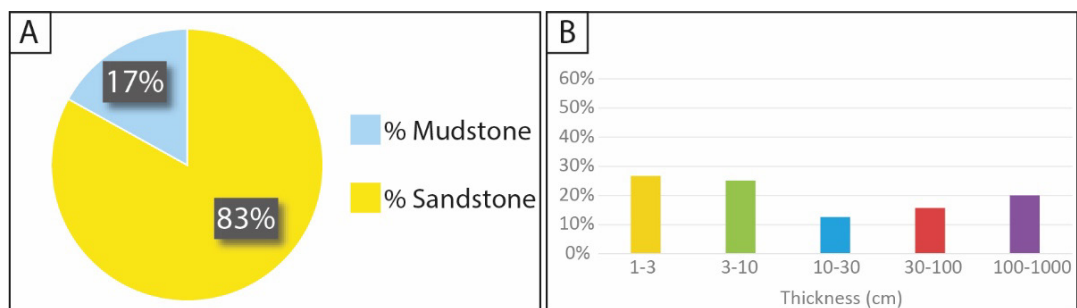 A
17%
83%
% Mudstone
% Sandstone
B
60%
50%
40%
30%
20%
10%
0%
1-3 3-10 10-30 30-100 100-1000
Thickness (cm)